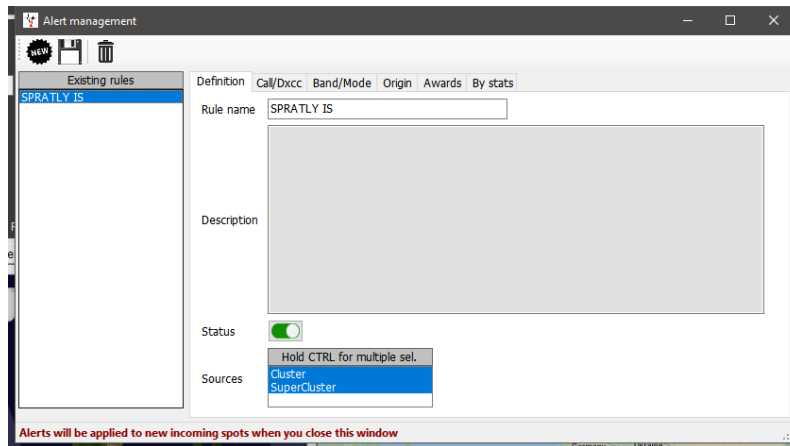 Alert management
NEW
Existing rules
SPRATLY IS
Definition Call/Dxcc Band/Mode Origin Awards By stats
Rule name SPRATLY IS
Description
Status
Hold CTRL for multiple sel.
Sources
Cluster
SuperCluster
Alerts will be applied to new incoming spots when you close this window